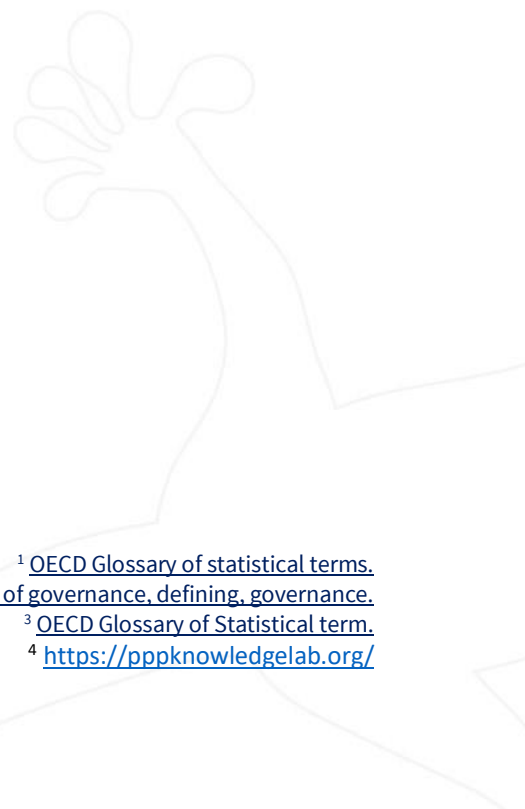 ¹ OECD Glossary of statistical terms.
of governance, defining, governance.
³ OECD Glossary of Statistical term.
⁴ https://pppknowledgelab.org/